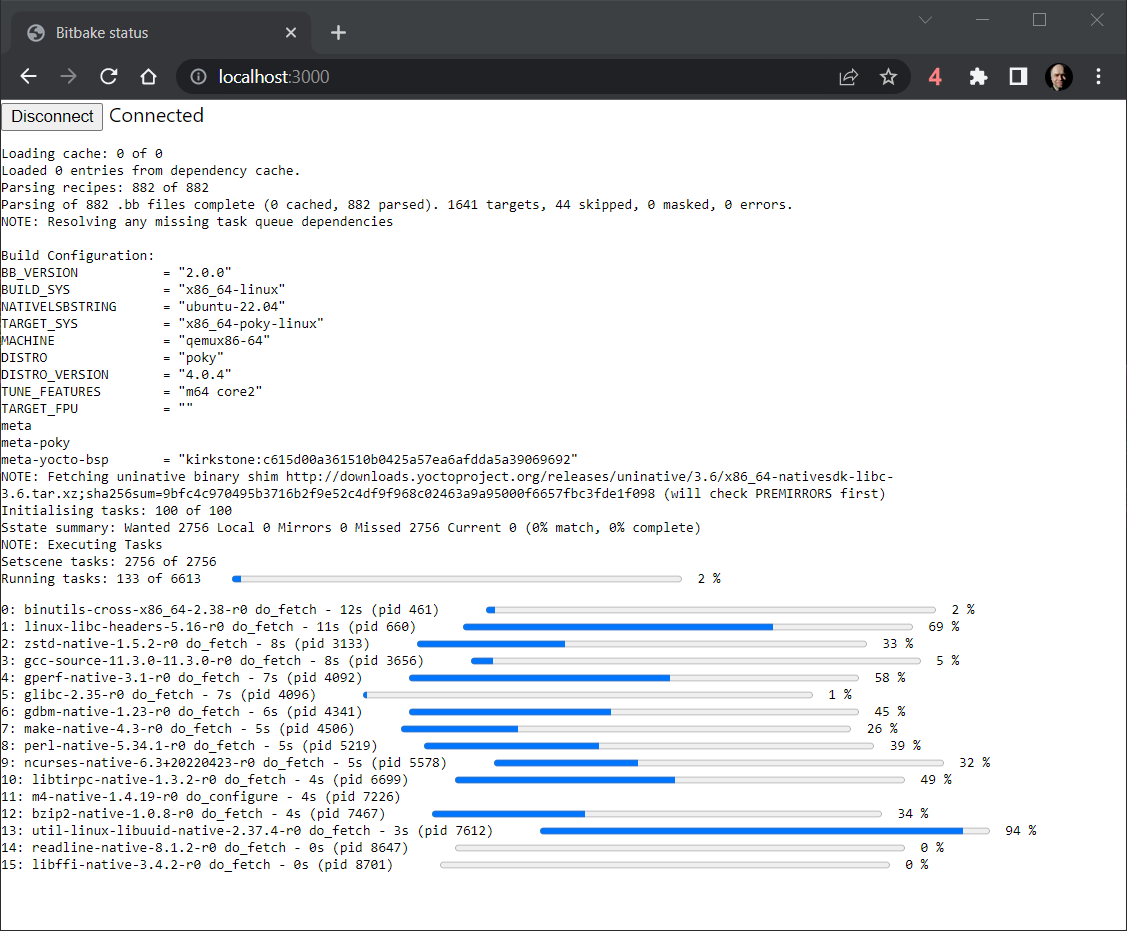 Bitbake status
localhost:3000
4
Disconnect Connected
Loading cache: 0 of 0
Loaded 0 entries from dependency cache.
Parsing recipes: 882 of 882
Parsing of 882 .bb files complete (0 cached, 882 parsed). 1641 targets, 44 skipped, 0 masked, 0 errors.
NOTE: Resolving any missing task queue dependencies
Build Configuration:
BB_VERSION = "2.0.0"
BUILD_SYS = "x86_64-linux"
NATIVELSBSTRING = "ubuntu-22.04"
TARGET_SYS = "x86_64-poky-linux"
MACHINE = "qemux86-64"
DISTRO = "poky"
DISTRO_VERSION = "4.0.4"
TUNE_FEATURES = "m64 core2"
TARGET_FPU = ""
meta
meta-poky
meta-yocto-bsp = "kirkstone:c615d00a361510b0425a57ea6afdda5a39069692"
NOTE: Fetching uninative binary shim http://downloads.yoctoproject.org/releases/uninative/3.6/x86_64-nativesdk-libc-
3.6.tar.xz;sha256sum=9bfc4c970495b3716b2f9e52c4df9f968c02463a9a95000f6657fbc3fde1f098 (will check PREMIRRORS first)
Initialising tasks: 100 of 100
Sstate summary: Wanted 2756 Local 0 Mirrors 0 Missed 2756 Current 0 (0% match, 0% complete)
NOTE: Executing Tasks
Setscene tasks: 2756 of 2756
Running tasks: 133 of 6613 2 %
0: binutils-cross-x86_64-2.38-r0 do_fetch - 12s (pid 461) 2 %
1: linux-libc-headers-5.16-r0 do_fetch - 11s (pid 660) 69 %
2: zstd-native-1.5.2-r0 do_fetch - 8s (pid 3133) 33 %
3: gcc-source-11.3.0-11.3.0-r0 do_fetch - 8s (pid 3656) 5 %
4: gperf-native-3.1-r0 do_fetch - 7s (pid 4092) 58 %
5: glibc-2.35-r0 do_fetch - 7s (pid 4096) 1 %
6: gdbm-native-1.23-r0 do_fetch - 6s (pid 4341) 45 %
7: make-native-4.3-r0 do_fetch - 5s (pid 4506) 26 %
8: perl-native-5.34.1-r0 do_fetch - 5s (pid 5219) 39 %
9: ncurses-native-6.3+20220423-r0 do_fetch - 5s (pid 5578) 32 %
10: libtirpc-native-1.3.2-r0 do_fetch - 4s (pid 6699) 49 %
11: m4-native-1.4.19-r0 do_configure - 4s (pid 7226)
12: bzip2-native-1.0.8-r0 do_fetch - 4s (pid 7467) 34 %
13: util-linux-libuuid-native-2.37.4-r0 do_fetch - 3s (pid 7612) 94 %
14: readline-native-8.1.2-r0 do_fetch - 0s (pid 8647) 0 %
15: libffi-native-3.4.2-r0 do_fetch - 0s (pid 8701) 0 %